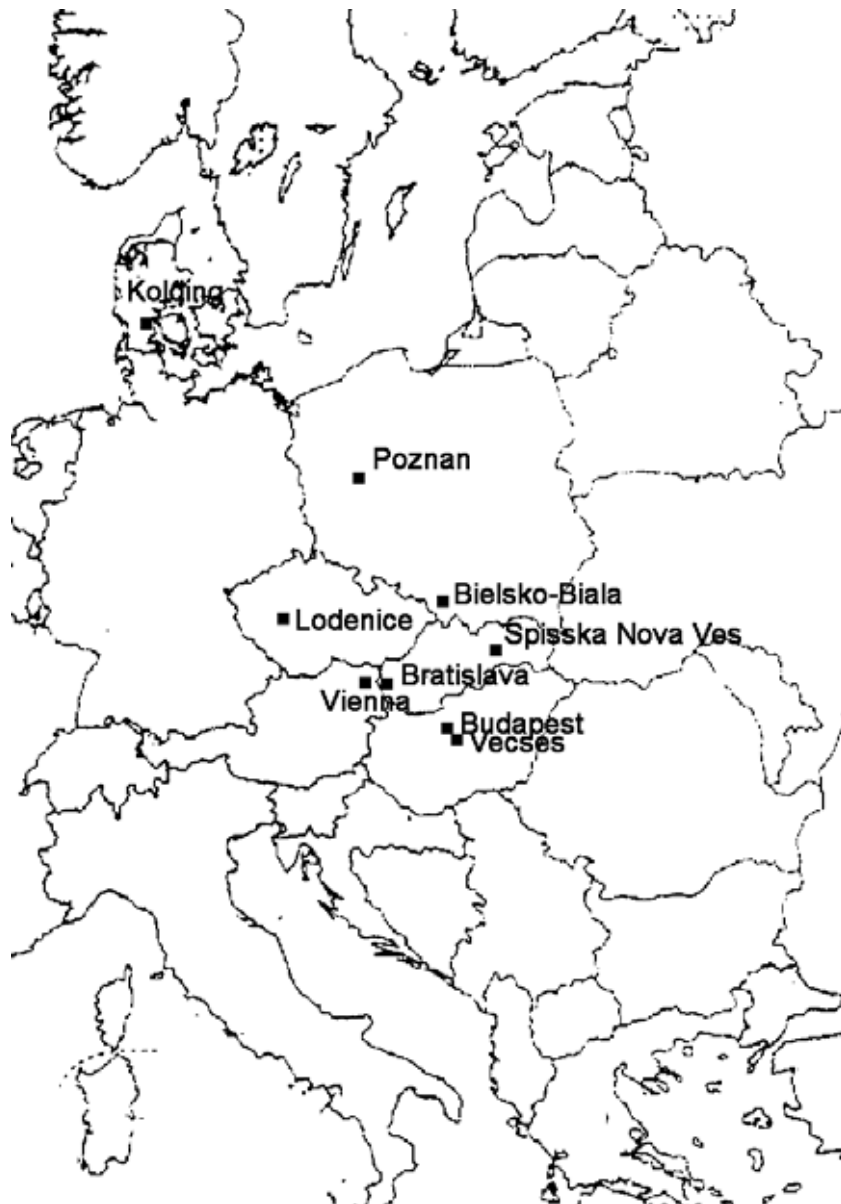 Kolding
Poznan
Bielsko-Biala
Lodenice
Spisska Nova Ves
Bratislava
Vienna
Budapest
Vecses